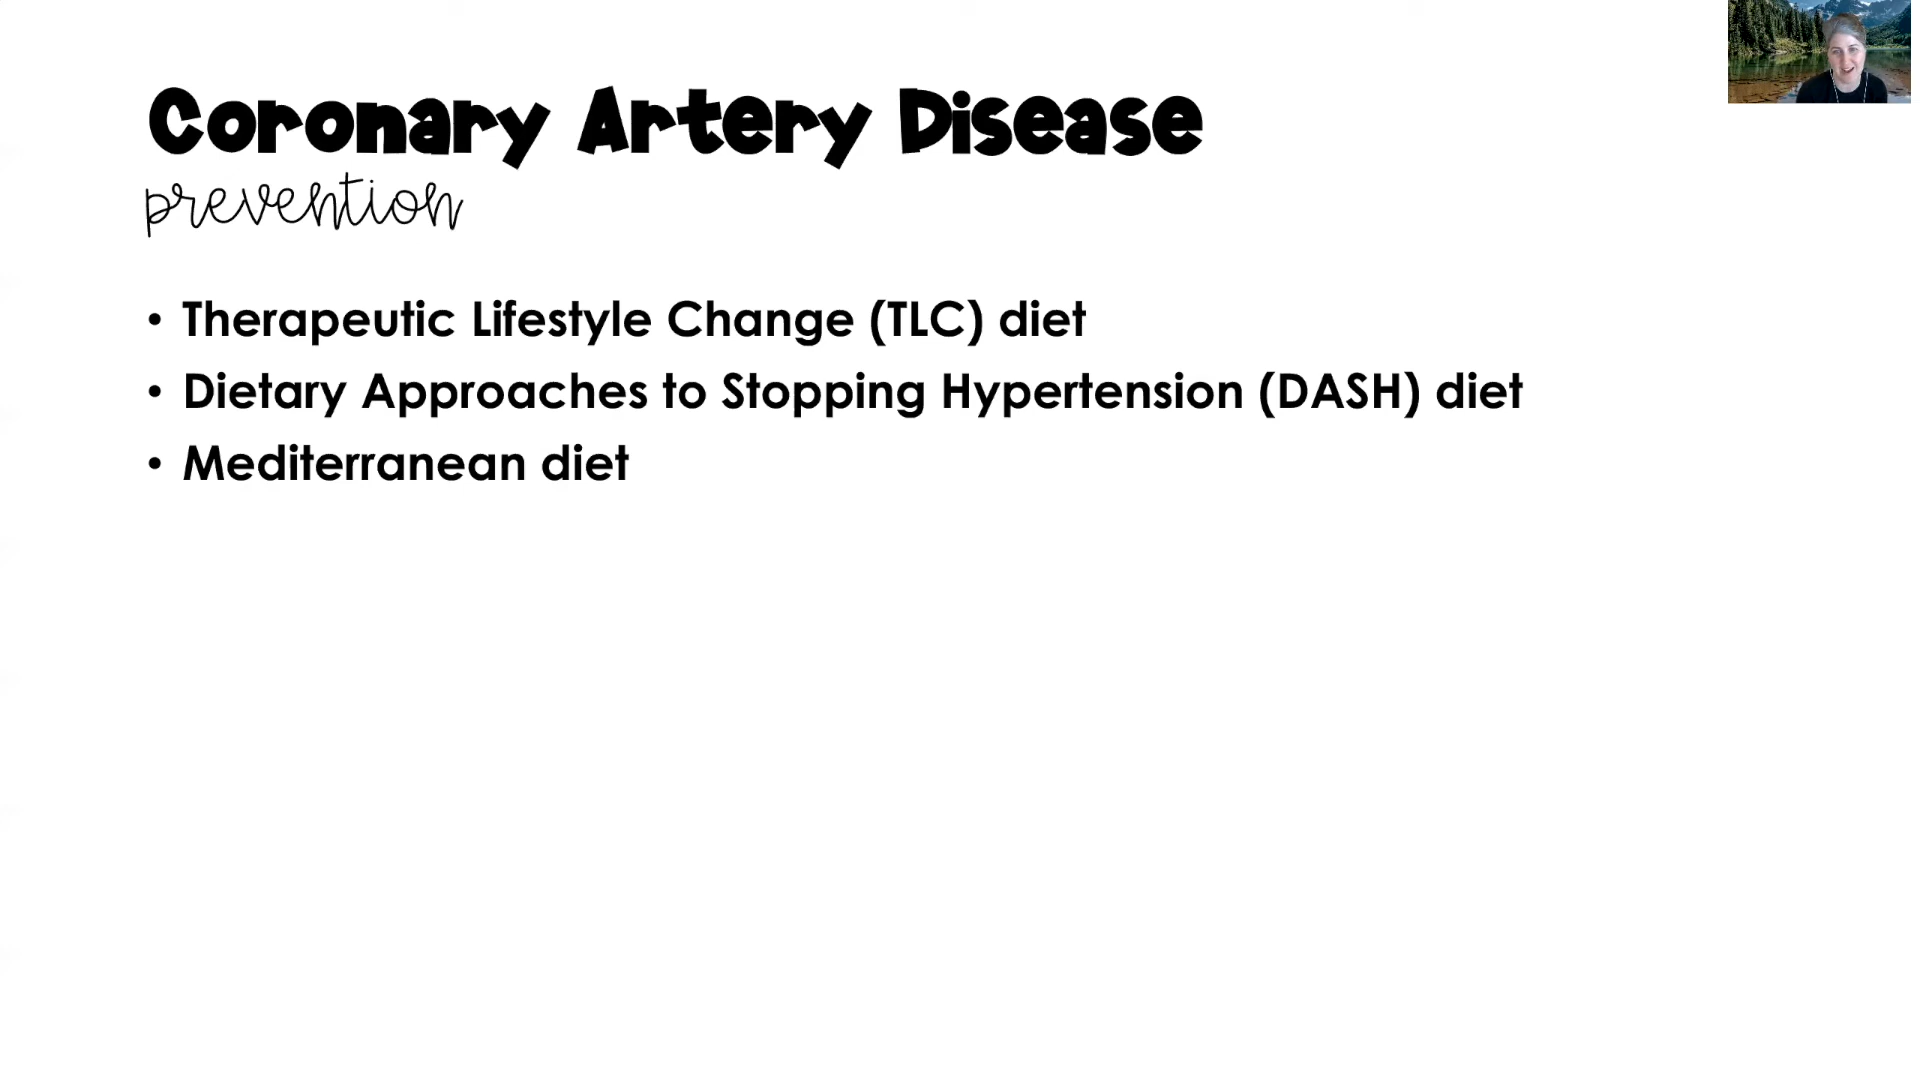 Coronary Artery Disease
prevention
• Therapeutic Lifestyle Change (TLC) diet
• Dietary Approaches to Stopping Hypertension (DASH) diet
• Mediterranean diet